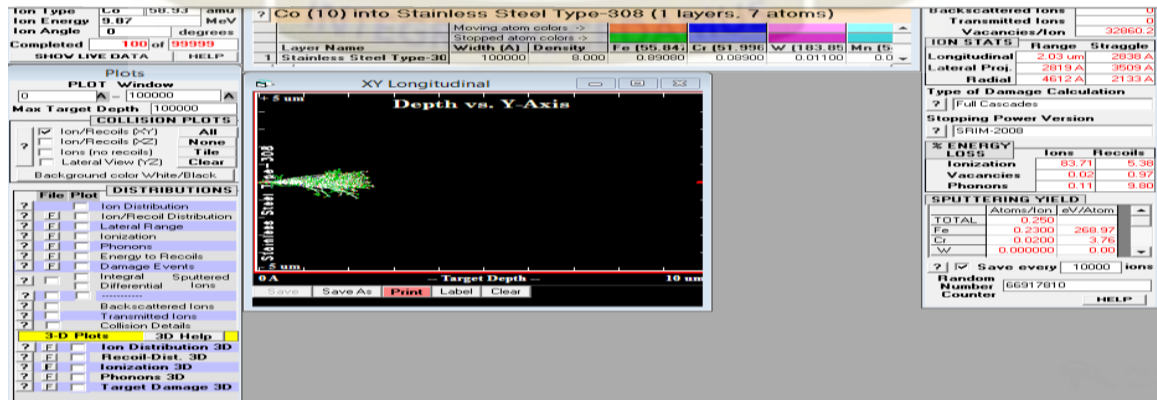 Ion Type Co 58.93 amu
Ion Energy 9.87 MeV
Ion Angle 0 degrees
Completed 100 of 99999
SHOW LIVE DATA HELP
? Co (10) into Stainless Steel Type-308 (1 layers, 7 atoms)
Moving atom colors ->
Stopped atom colors ->
Layer Name Width (A) Density Fe (55.847 Cr (51.996 W (183.85 Mn (5
1 Stainless Steel Type-30 100000 8.000 0.89080 0.08900 0.01100 0.0
Backscattered Ions 0
Transmitted Ions 0
Vacancies/Ion 32860.2
ION STATS Range Straggle
Longitudinal 2.03 um 2838 A
Lateral Proj. 2819 A 3509 A
Radial 4612 A 2133 A
Type of Damage Calculation
? Full Cascades
Stopping Power Version
? SRIM-2008
% ENERGY LOSS Ions Recoils
Ionization 83.71 5.38
Vacancies 0.02 0.97
Phonons 0.11 9.80
SPUTTERING YIELD
Atoms/Ion eV/Atom
TOTAL 0.250
Fe 0.2300 268.97
Cr 0.0200 3.76
W 0.000000 0.00
? Save every 10000 ions
Random Number Counter 66917810
HELP
Plots
PLOT Window
0 A - 100000 A
Max Target Depth 100000
COLLISION PLOTS
? Ion/Recoils (XY) All
Ion/Recoils (XZ) None
Ions (no recoils) Tile
Lateral View (YZ) Clear
Background color White/Black
File Plot DISTRIBUTIONS
? Ion Distribution
? F Ion/Recoil Distribution
? F Lateral Range
? F Ionization
? F Phonons
? F Energy to Recoils
? F Damage Events
? Integral Sputtered
Differential Ions
? ----------
? Backscattered Ions
? Transmitted Ions
? Collision Details
3-D Plots 3D Help
? F Ion Distribution 3D
? F Recoil-Dist. 3D
? F Ionization 3D
? F Phonons 3D
? F Target Damage 3D
XY Longitudinal
+ 5 um
Depth vs. Y-Axis
Stainless Steel Type-308
- 5 um
0 A -- Target Depth -- 10 um
Save Save As Print Label Clear